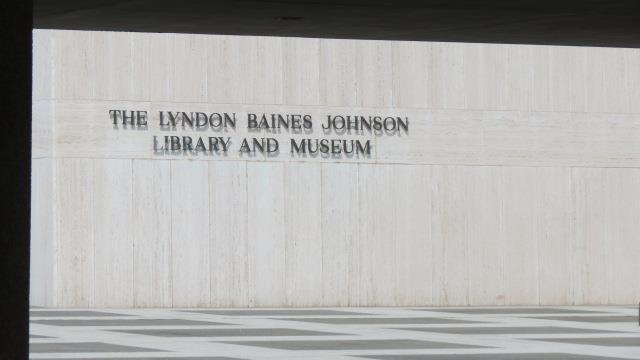 THE LYNDON BAINES JOHNSON
LIBRARY AND MUSEUM